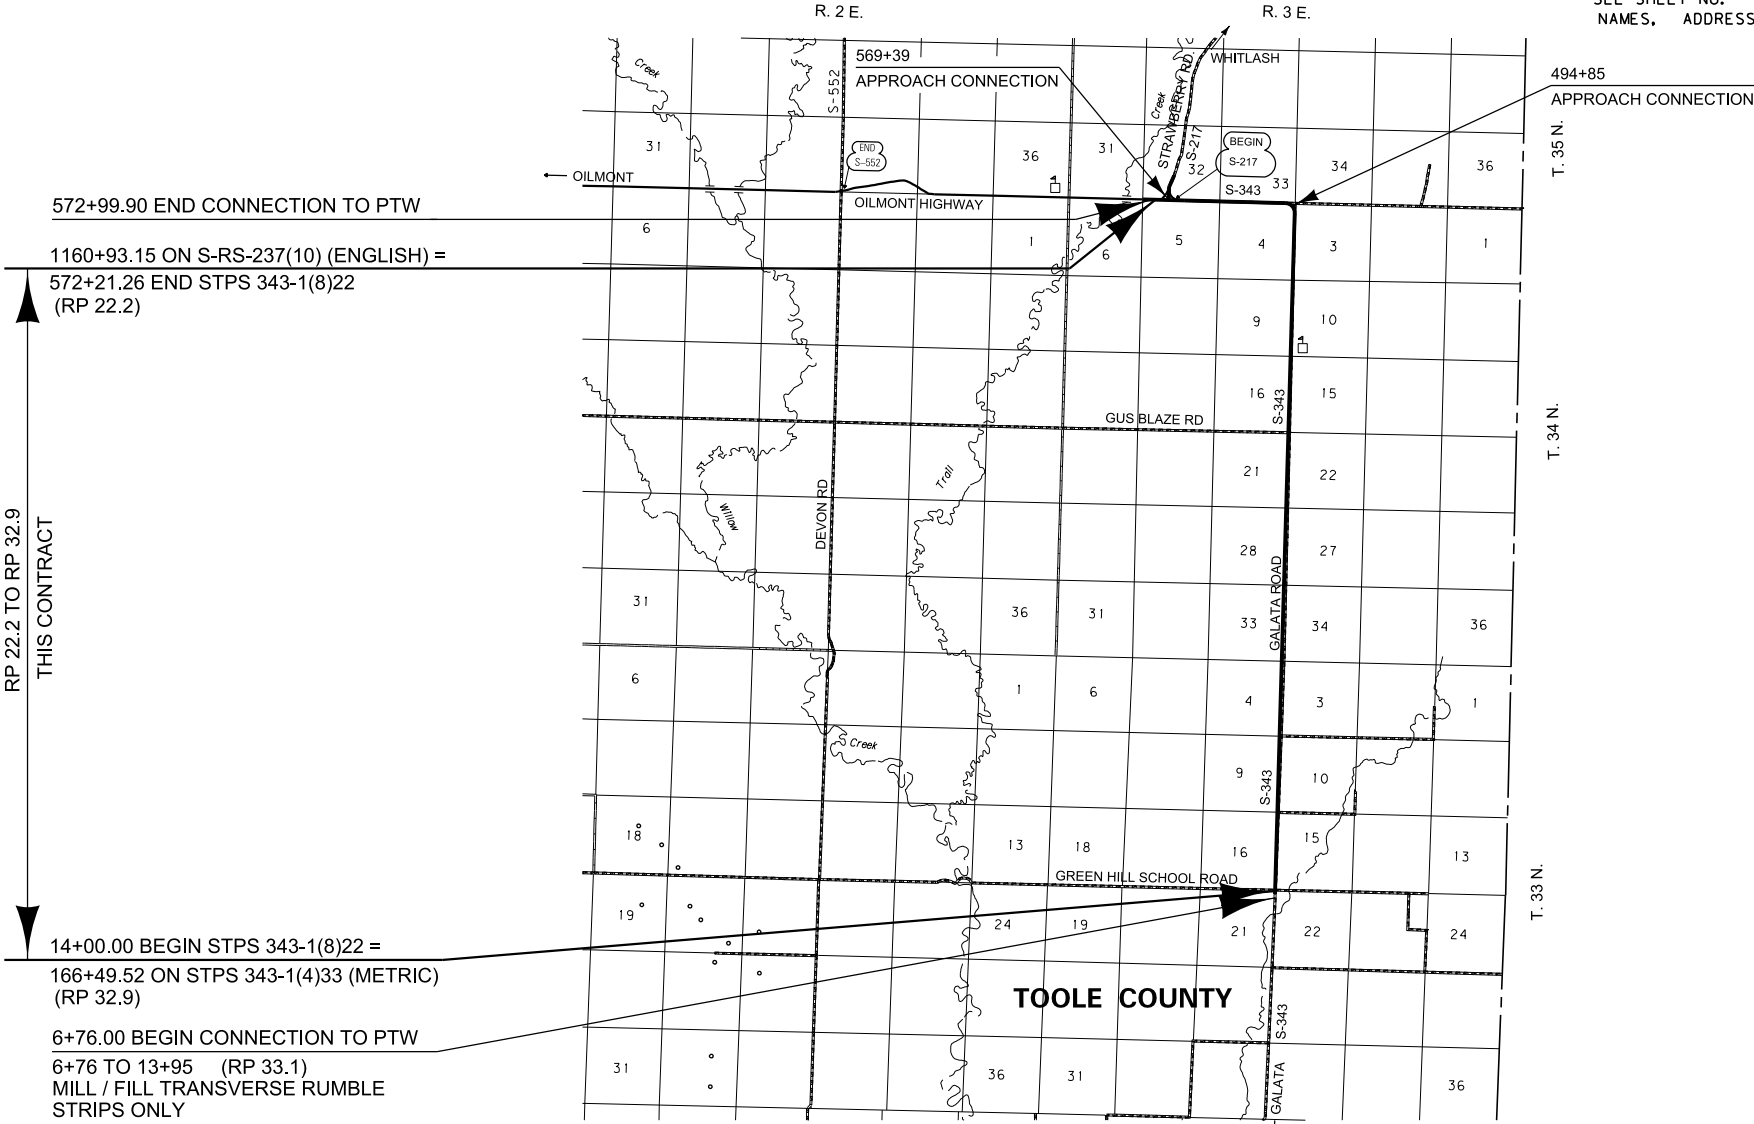 R. 2 E.
R. 3 E.
NAMES, ADDRESS
WHITLASH
569+39
APPROACH CONNECTION
494+85
APPROACH CONNECTION
Creek
S-552
Creek
STRAWBERRY RD.
S-217
T. 35 N.
31
END
S-552
36
31
32
BEGIN
S-217
33
34
36
OILMONT
S-343
OILMONT HIGHWAY
572+99.90 END CONNECTION TO PTW
6
1
6
5
4
3
1
1160+93.15 ON S-RS-237(10) (ENGLISH) =
572+21.26 END STPS 343-1(8)22
(RP 22.2)
9
10
16
S-343
15
GUS BLAZE RD
T. 34 N.
21
22
Trail
Willow
DEVON RD
RP 22.2 TO RP 32.9
THIS CONTRACT
28
27
GALATA ROAD
31
36
31
33
34
36
6
1
6
4
3
1
Creek
9
S-343
10
18
13
18
16
15
13
GREEN HILL SCHOOL ROAD
T. 33 N.
19
24
19
21
22
24
14+00.00 BEGIN STPS 343-1(8)22 =
166+49.52 ON STPS 343-1(4)33 (METRIC)
(RP 32.9)
TOOLE COUNTY
S-343
6+76.00 BEGIN CONNECTION TO PTW
6+76 TO 13+95 (RP 33.1)
MILL / FILL TRANSVERSE RUMBLE
STRIPS ONLY
31
36
31
GALATA
36